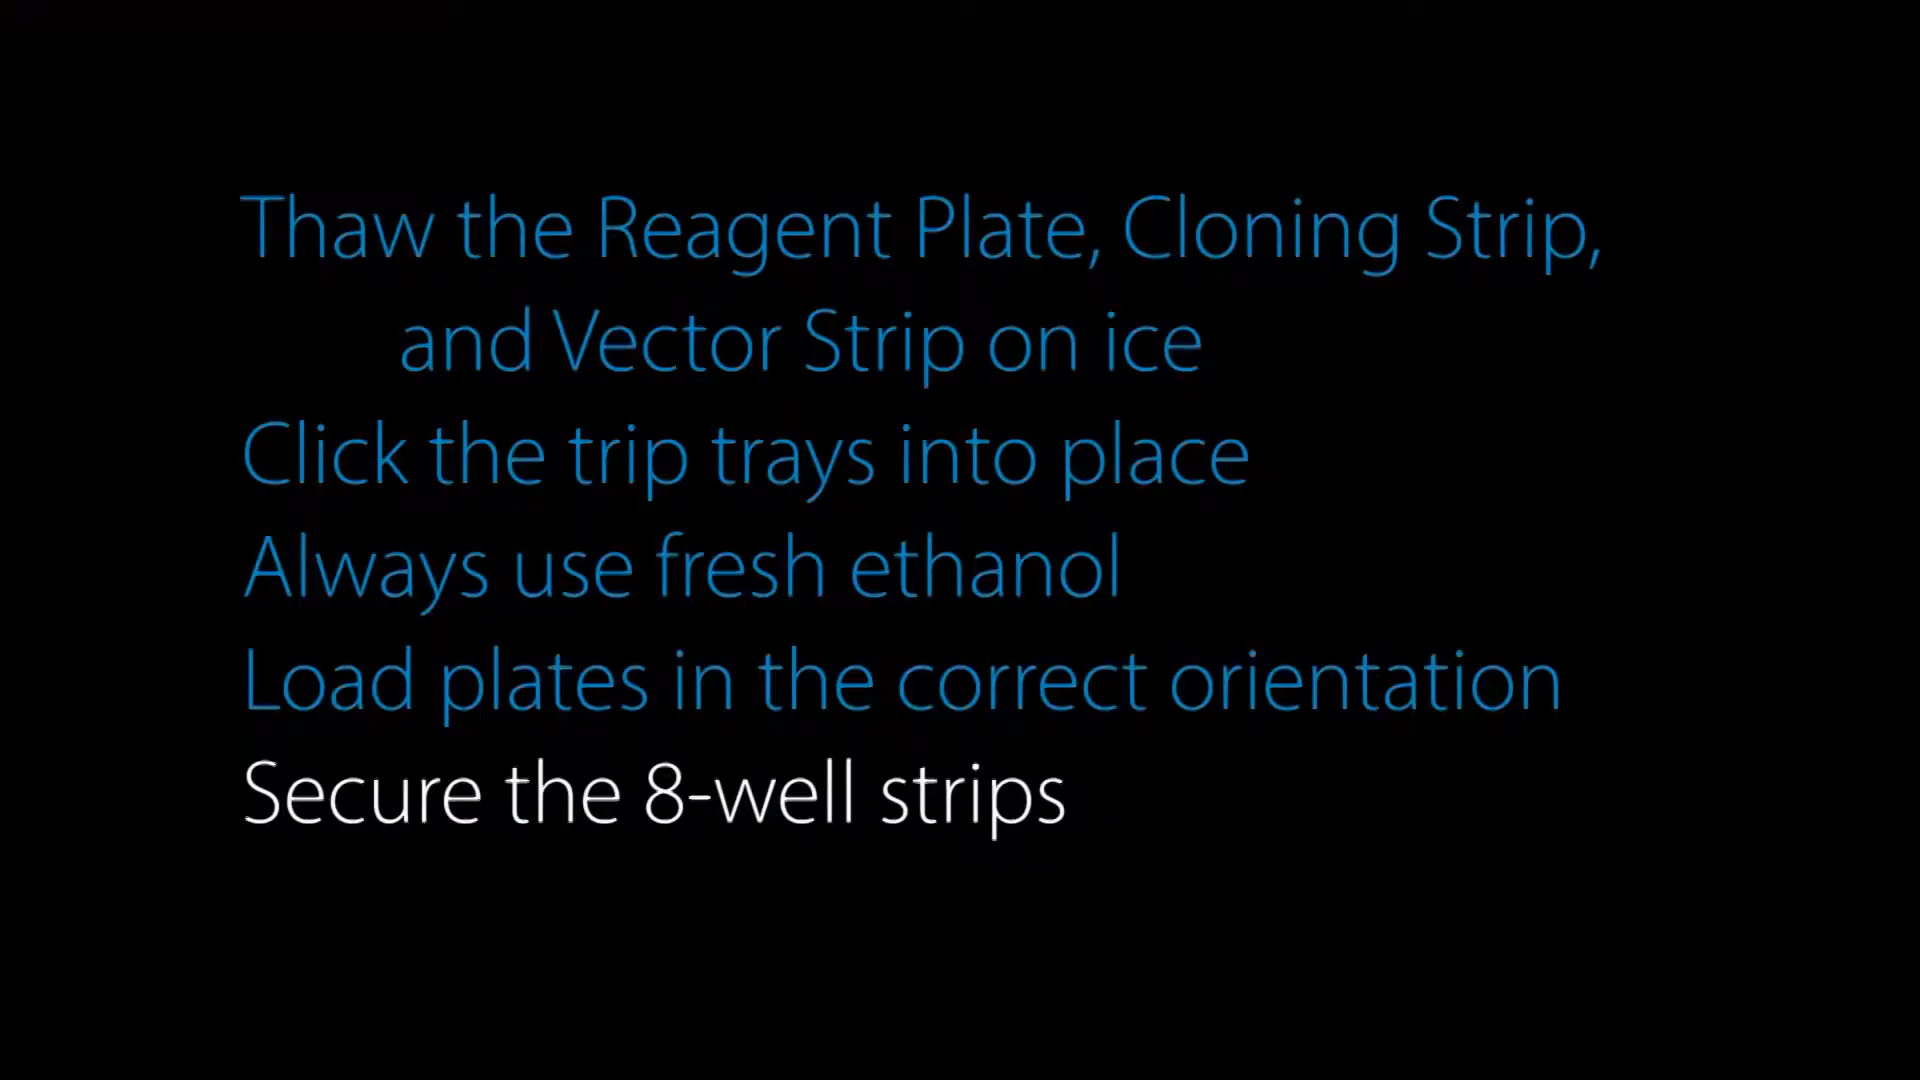 Thaw the Reagent Plate, Cloning Strip,
and Vector Strip on ice
Click the trip trays into place
Always use fresh ethanol
Load plates in the correct orientation
Secure the 8-well strips